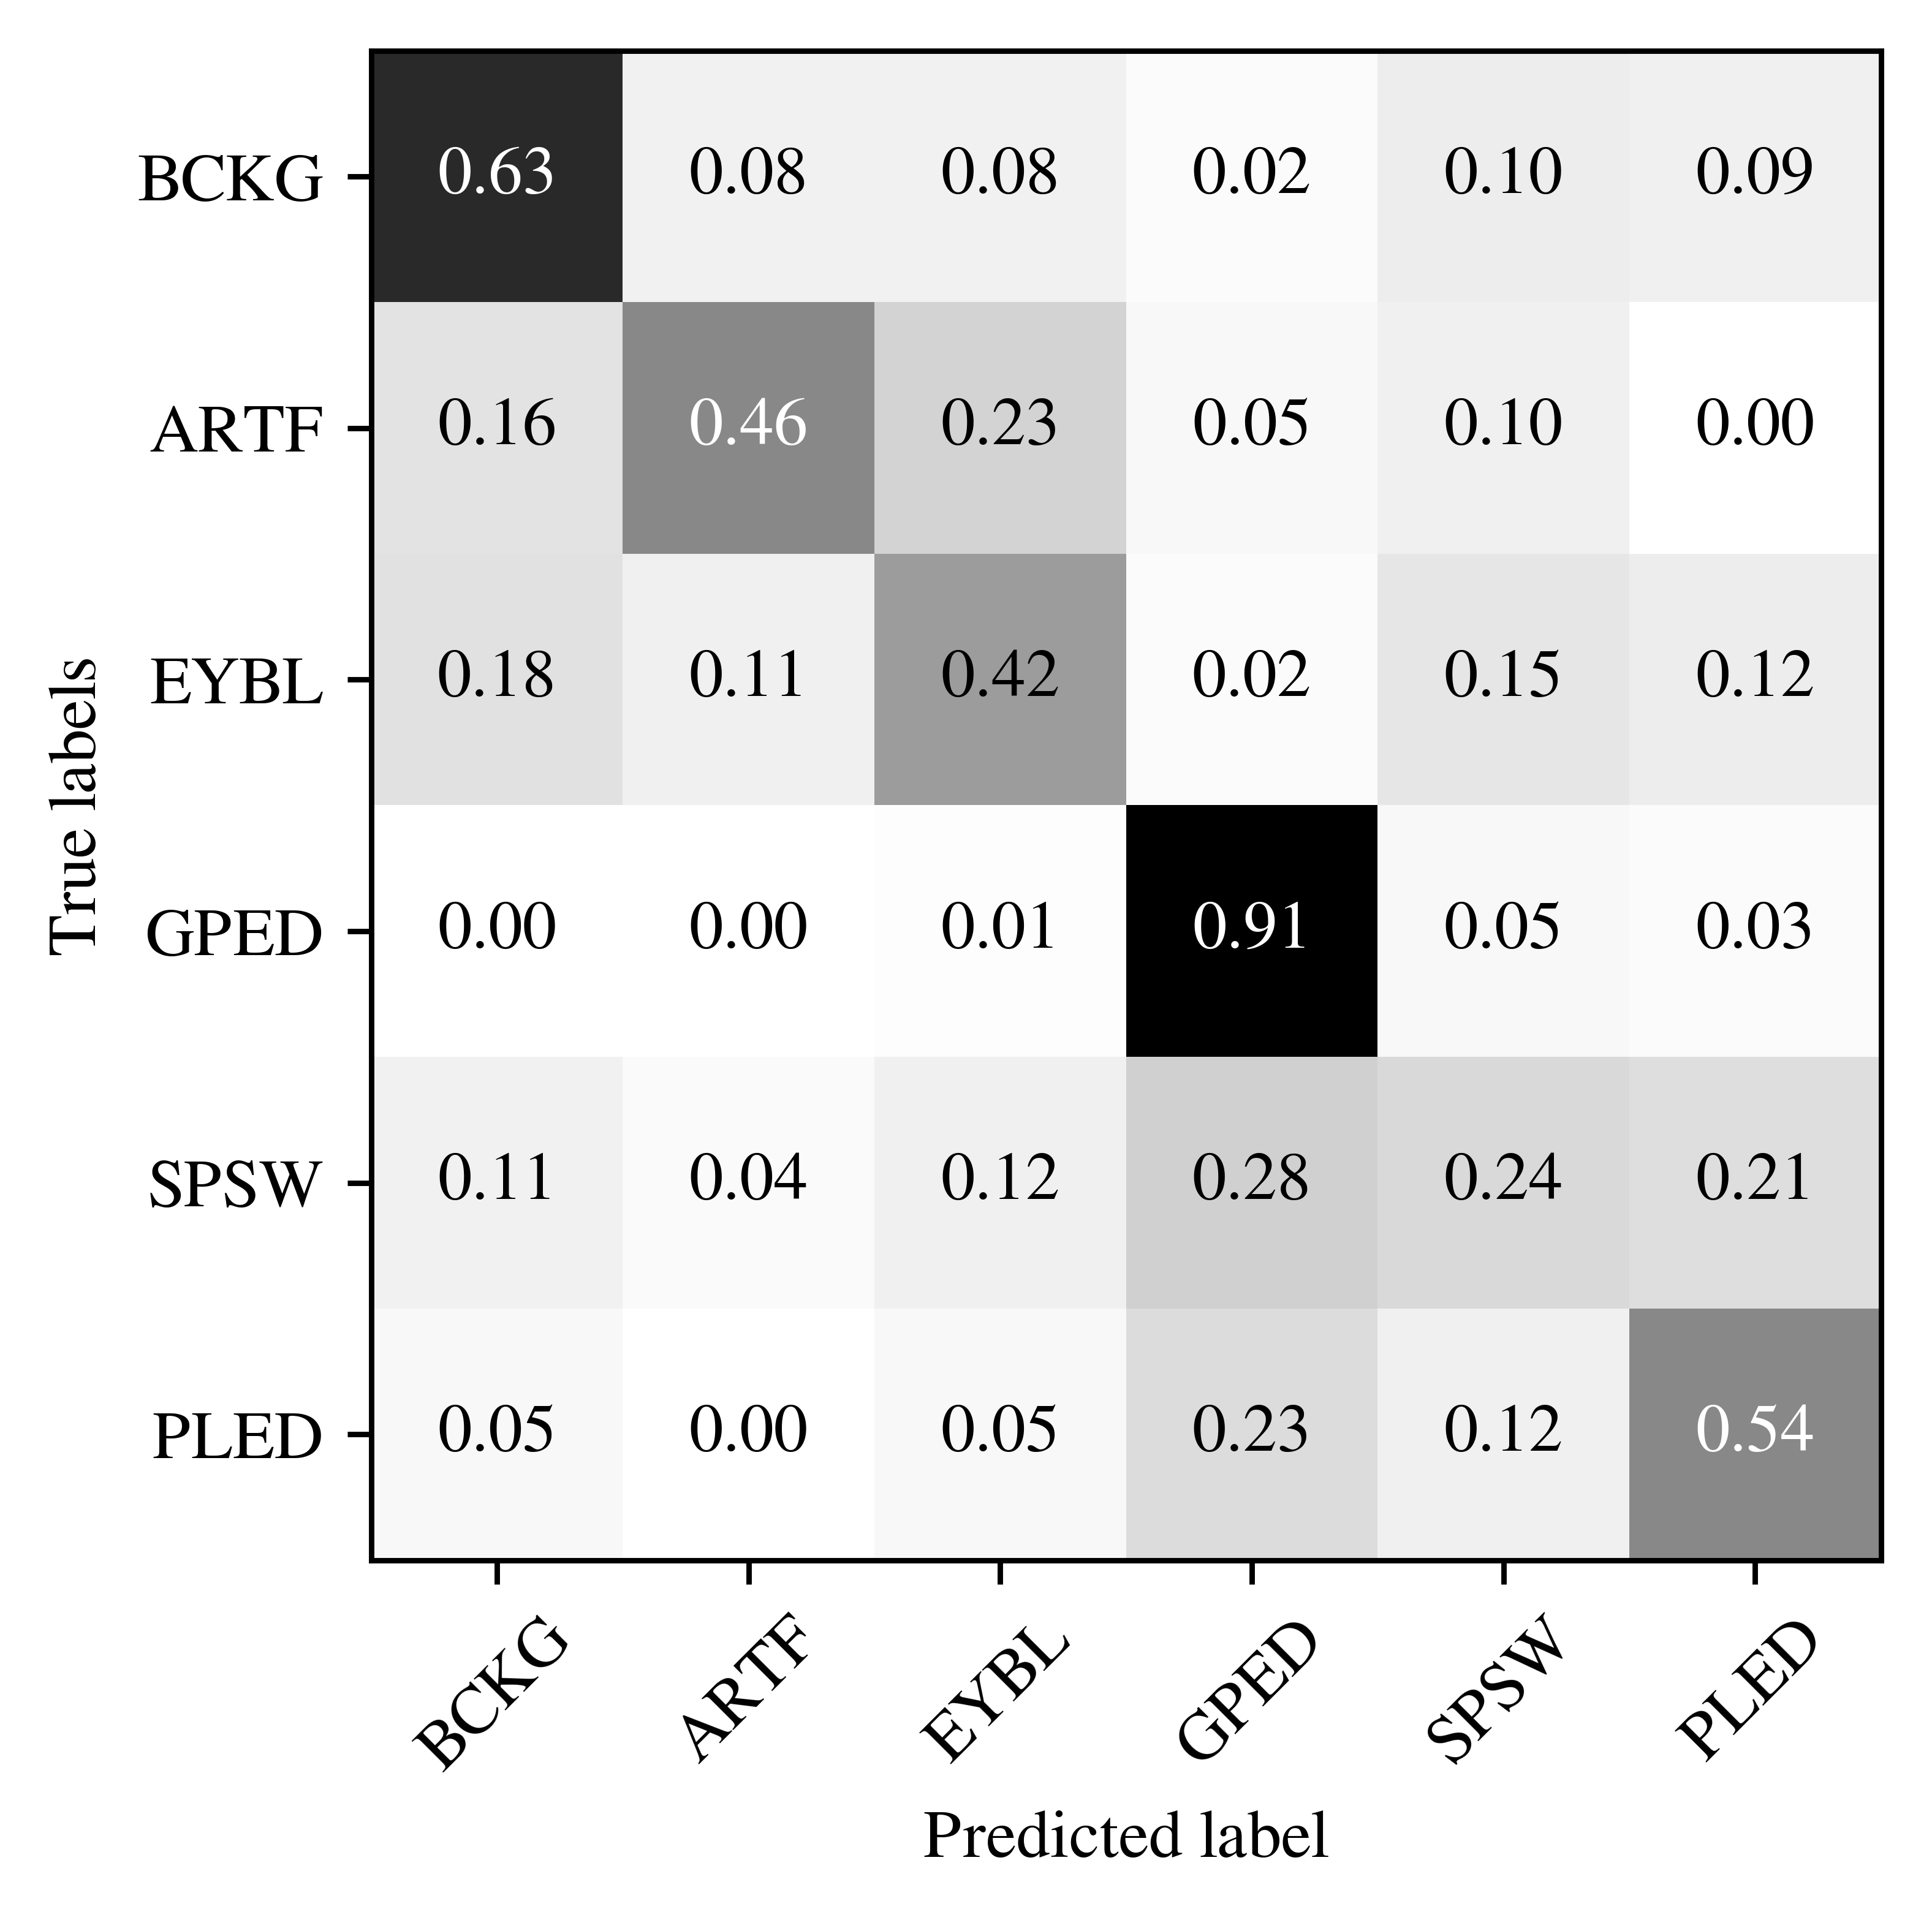 BCKG 0.63 0.08 0.08 0.02 0.10 0.09
ARTF 0.16 0.46 0.23 0.05 0.10 0.00
EYBL 0.18 0.11 0.42 0.02 0.15 0.12
GPED 0.00 0.00 0.01 0.91 0.05 0.03
SPSW 0.11 0.04 0.12 0.28 0.24 0.21
PLED 0.05 0.00 0.05 0.23 0.12 0.54
True labels
BCKG ARTF EYBL GPED SPSW PLED
Predicted label